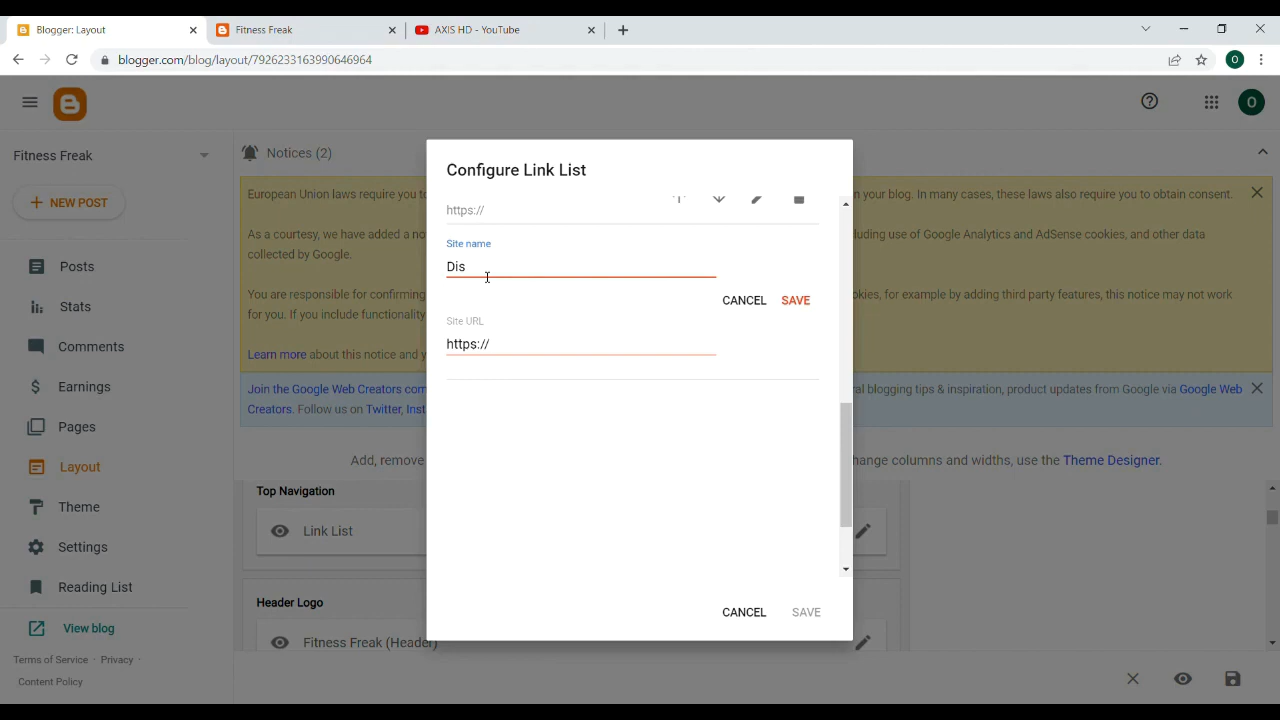 Blogger: Layout
Fitness Freak
AXIS HD - YouTube
blogger.com/blog/layout/7926233163990646964
O
O
Fitness Freak
Notices (2)
NEW POST
Posts
Stats
Comments
Earnings
Pages
Layout
Theme
Settings
Reading List
View blog
Terms of Service · Privacy ·
Content Policy
European Union laws require you to
n your blog. In many cases, these laws also require you to obtain consent.
As a courtesy, we have added a no
luding use of Google Analytics and AdSense cookies, and other data
collected by Google.
You are responsible for confirming
okies, for example by adding third party features, this notice may not work
for you. If you include functionality
Learn more about this notice and y
Join the Google Web Creators com
al blogging tips & inspiration, product updates from Google via Google Web
Creators. Follow us on Twitter, Inst
Add, remove
hange columns and widths, use the Theme Designer.
Top Navigation
Link List
Header Logo
Fitness Freak (Header)
Configure Link List
https://
Site name
Dis
CANCEL SAVE
Site URL
https://
CANCEL SAVE